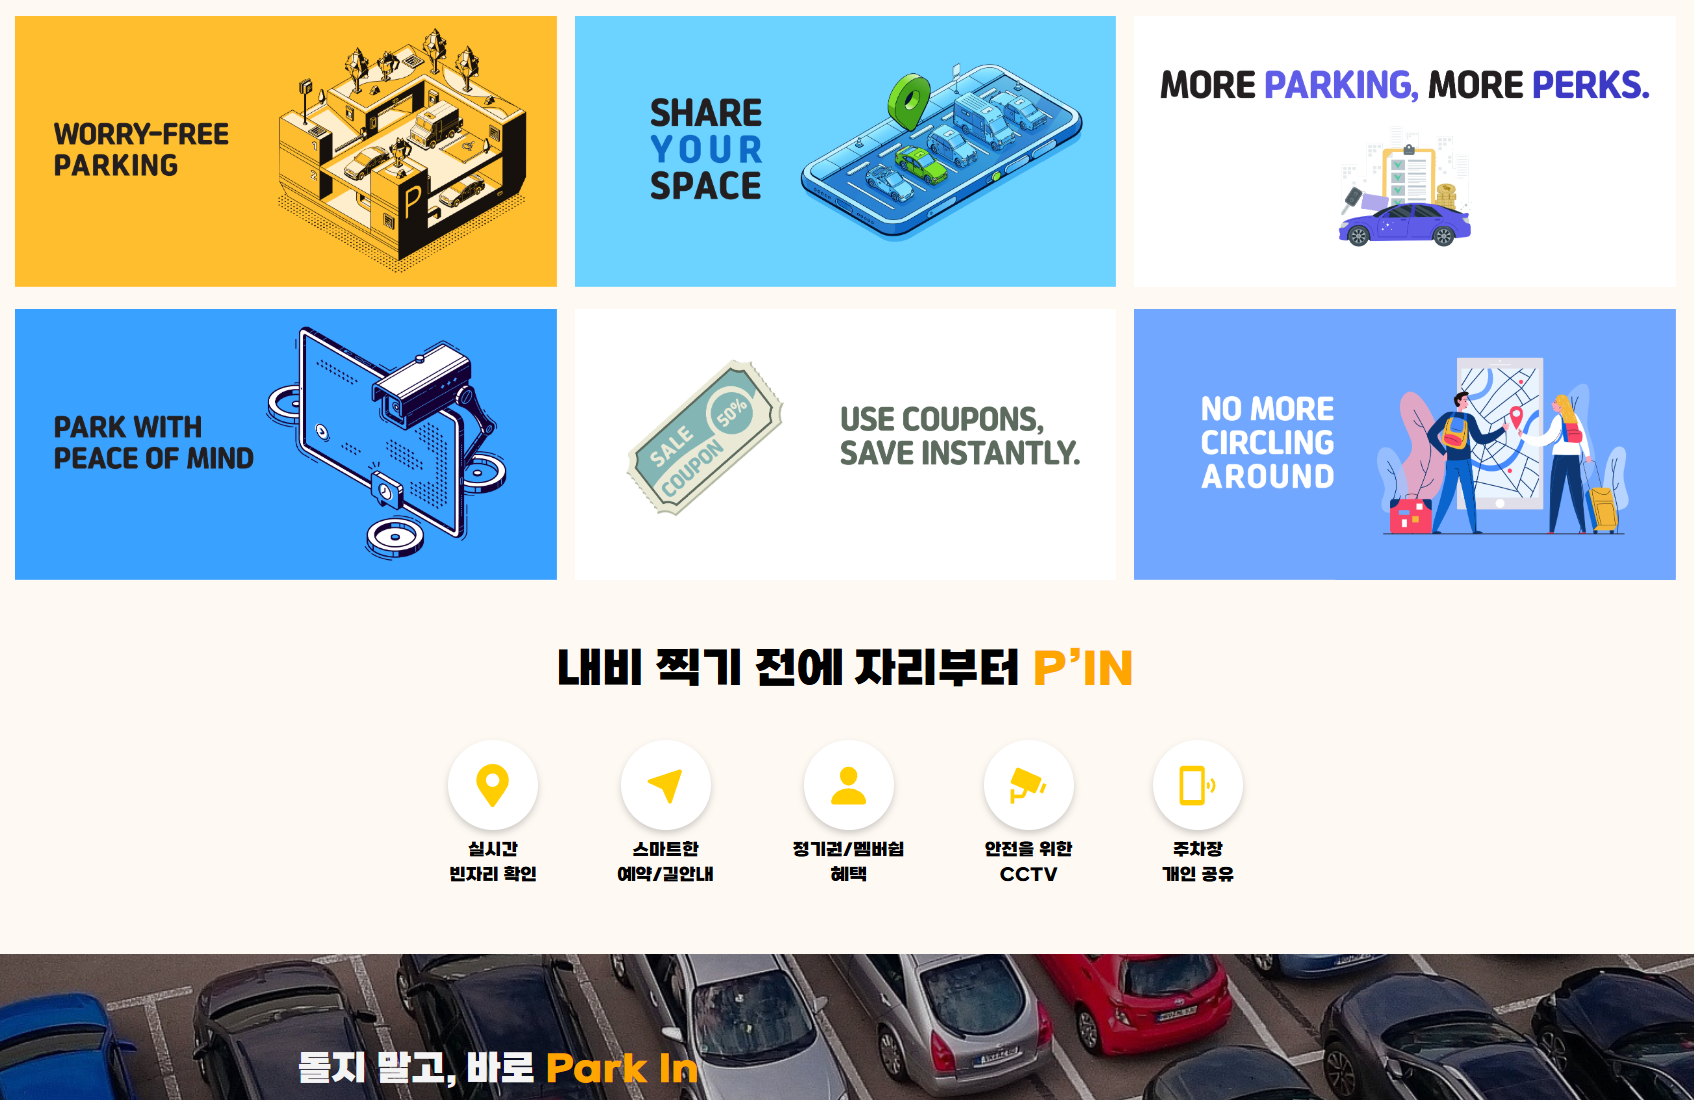 WORRY-FREE
PARKING
1
2
P
SHARE
YOUR
SPACE
MORE PARKING, MORE PERKS.
PARK WITH
PEACE OF MIND
SALE
COUPON
50%
USE COUPONS,
SAVE INSTANTLY.
NO MORE
CIRCLING
AROUND
내비 찍기 전에 자리부터 P'IN
실시간
빈자리 확인
스마트한
예약/길안내
정기권/멤버쉽
혜택
안전을 위한
CCTV
주차장
개인 공유
돌지 말고, 바로 Park In